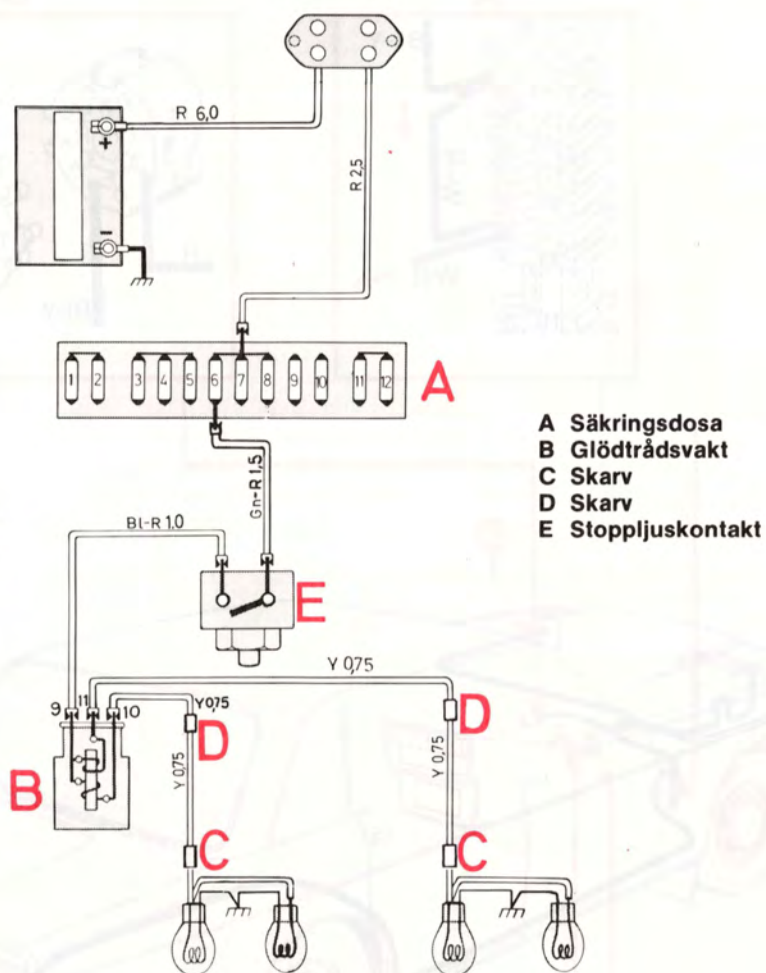 R 6,0
+
−
R 2,5
1 2 3 4 5 6 7 8 9 10 11 12
A
A Säkringsdosa
B Glödtrådsvakt
C Skarv
D Skarv
E Stoppljuskontakt
Gn-R 1,5
Bl-R 1,0
E
Y 0,75
9 11 10
Y 0,75
D
D
Y 0,75
Y 0,75
B
C
C